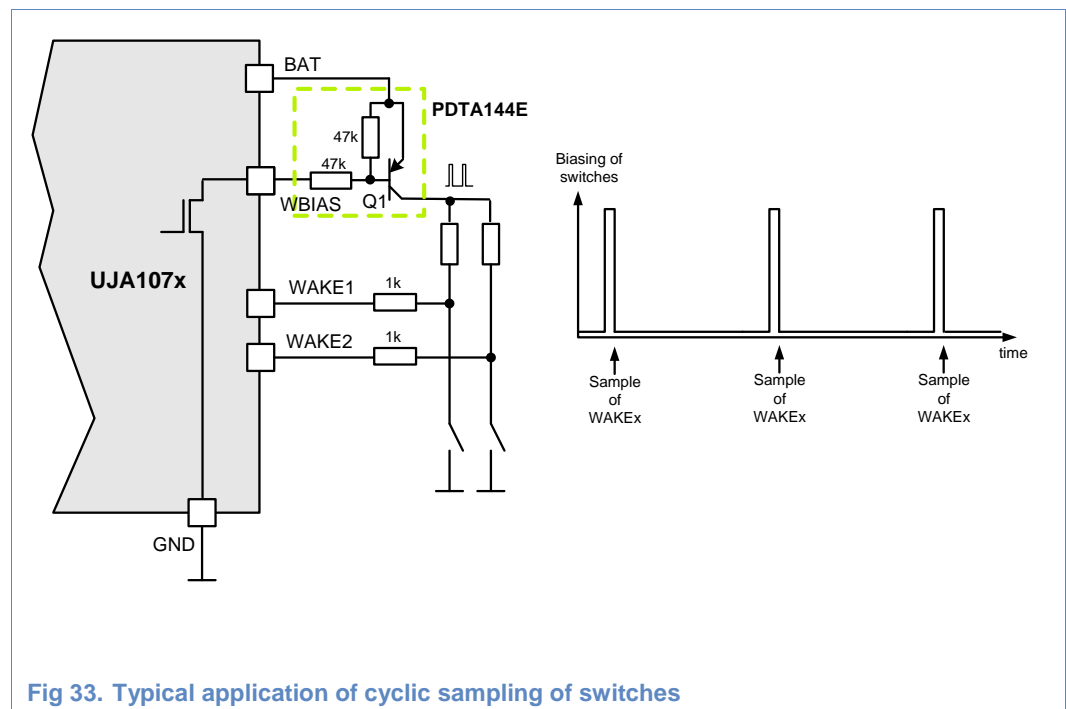 BAT
PDTA144E
47k
47k
WBIAS
Q1
UJA107x
WAKE1
1k
WAKE2
1k
GND
Biasing of
switches
time
Sample
of
WAKEx
Sample
of
WAKEx
Sample
of
WAKEx
Fig 33. Typical application of cyclic sampling of switches